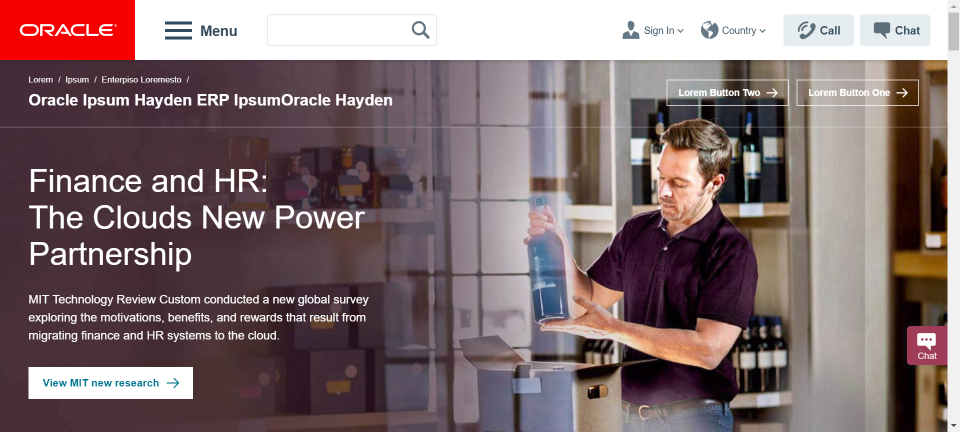 ORACLE
Menu
Sign In
Country
Call
Chat
Lorem / Ipsum / Enterpiso Loremesto /
Oracle Ipsum Hayden ERP IpsumOracle Hayden
Lorem Button Two
Lorem Button One
Finance and HR:
The Clouds New Power
Partnership
MIT Technology Review Custom conducted a new global survey
exploring the motivations, benefits, and rewards that result from
migrating finance and HR systems to the cloud.
Chat
View MIT new research